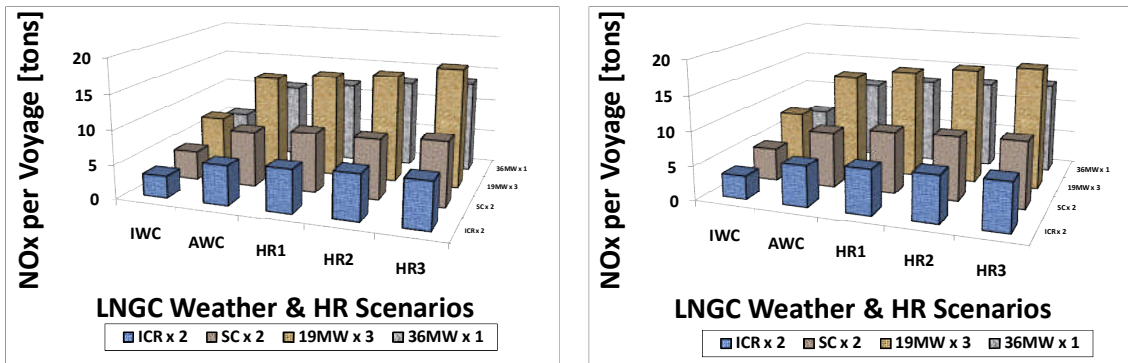 NOx per Voyage [tons]
20
15
10
5
0
IWC
AWC
HR1
HR2
HR3
36MW x 1
19MW x 3
SC x 2
ICR x 2
LNGC Weather & HR Scenarios
ICR x 2 SC x 2 19MW x 3 36MW x 1
NOx per Voyage [tons]
20
15
10
5
0
IWC
AWC
HR1
HR2
HR3
36MW x 1
19MW x 3
SC x 2
ICR x 2
LNGC Weather & HR Scenarios
ICR x 2 SC x 2 19MW x 3 36MW x 1